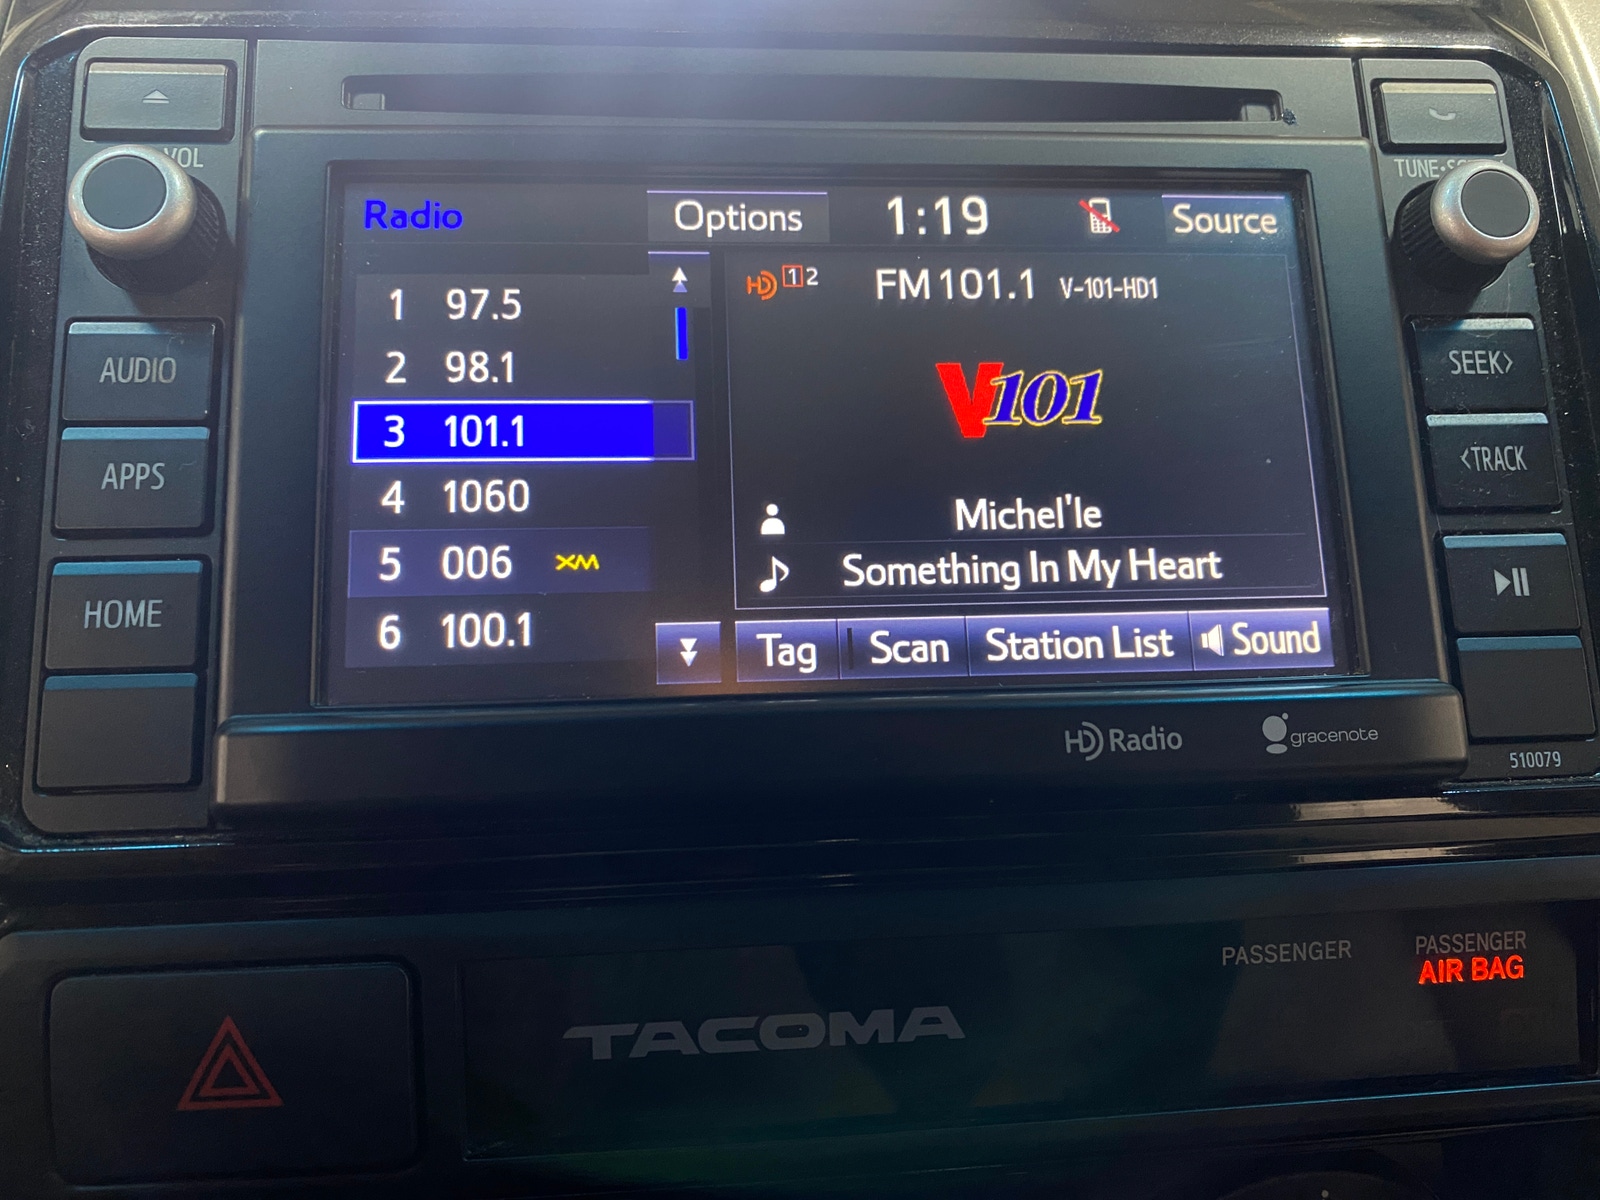 VOL
TUNE•SC
Radio
Options
1:19
Source
1 97.5
2 98.1
3 101.1
4 1060
5 006 XM
6 100.1
HD 1 2
FM 101.1 V-101-HD1
V101
Michel'le
Something In My Heart
Tag
Scan
Station List
Sound
AUDIO
APPS
HOME
SEEK>
<TRACK
HD Radio
gracenote
510079
PASSENGER
PASSENGER
AIR BAG
TACOMA